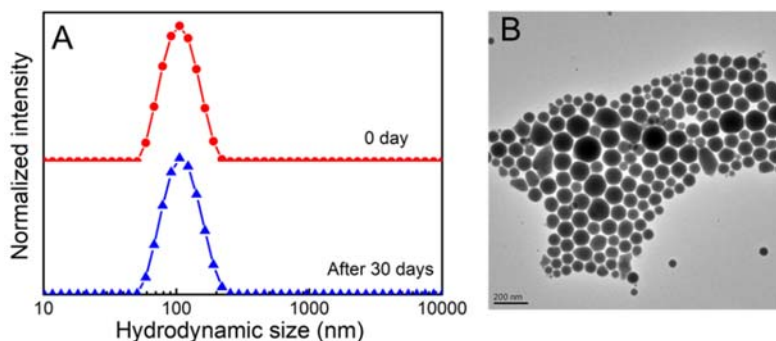 A
Normalized intensity
0 day
After 30 days
10 100 1000 10000
Hydrodynamic size (nm)
B
200 nm